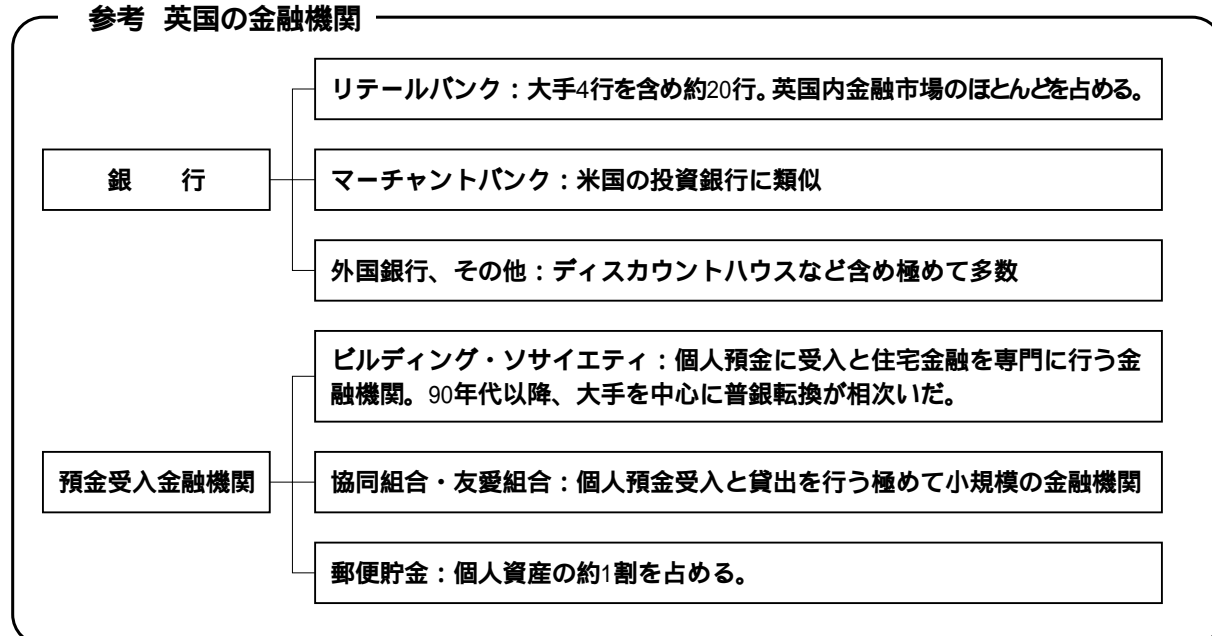 参考 英国の金融機関
リテールバンク：大手4行を含め約20行。英国内金融市場のほとんどを占める。
銀　行
マーチャントバンク：米国の投資銀行に類似
外国銀行、その他：ディスカウントハウスなど含め極めて多数
ビルディング・ソサイエティ：個人預金に受入と住宅金融を専門に行う金
融機関。90年代以降、大手を中心に普銀転換が相次いだ。
預金受入金融機関
協同組合・友愛組合：個人預金受入と貸出を行う極めて小規模の金融機関
郵便貯金：個人資産の約1割を占める。